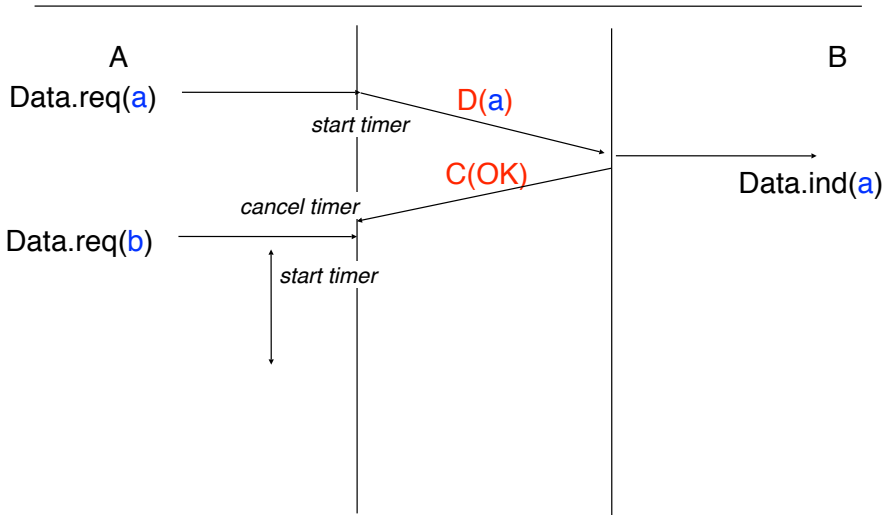 A
B
Data.req(a)
D(a)
start timer
C(OK)
Data.ind(a)
cancel timer
Data.req(b)
start timer